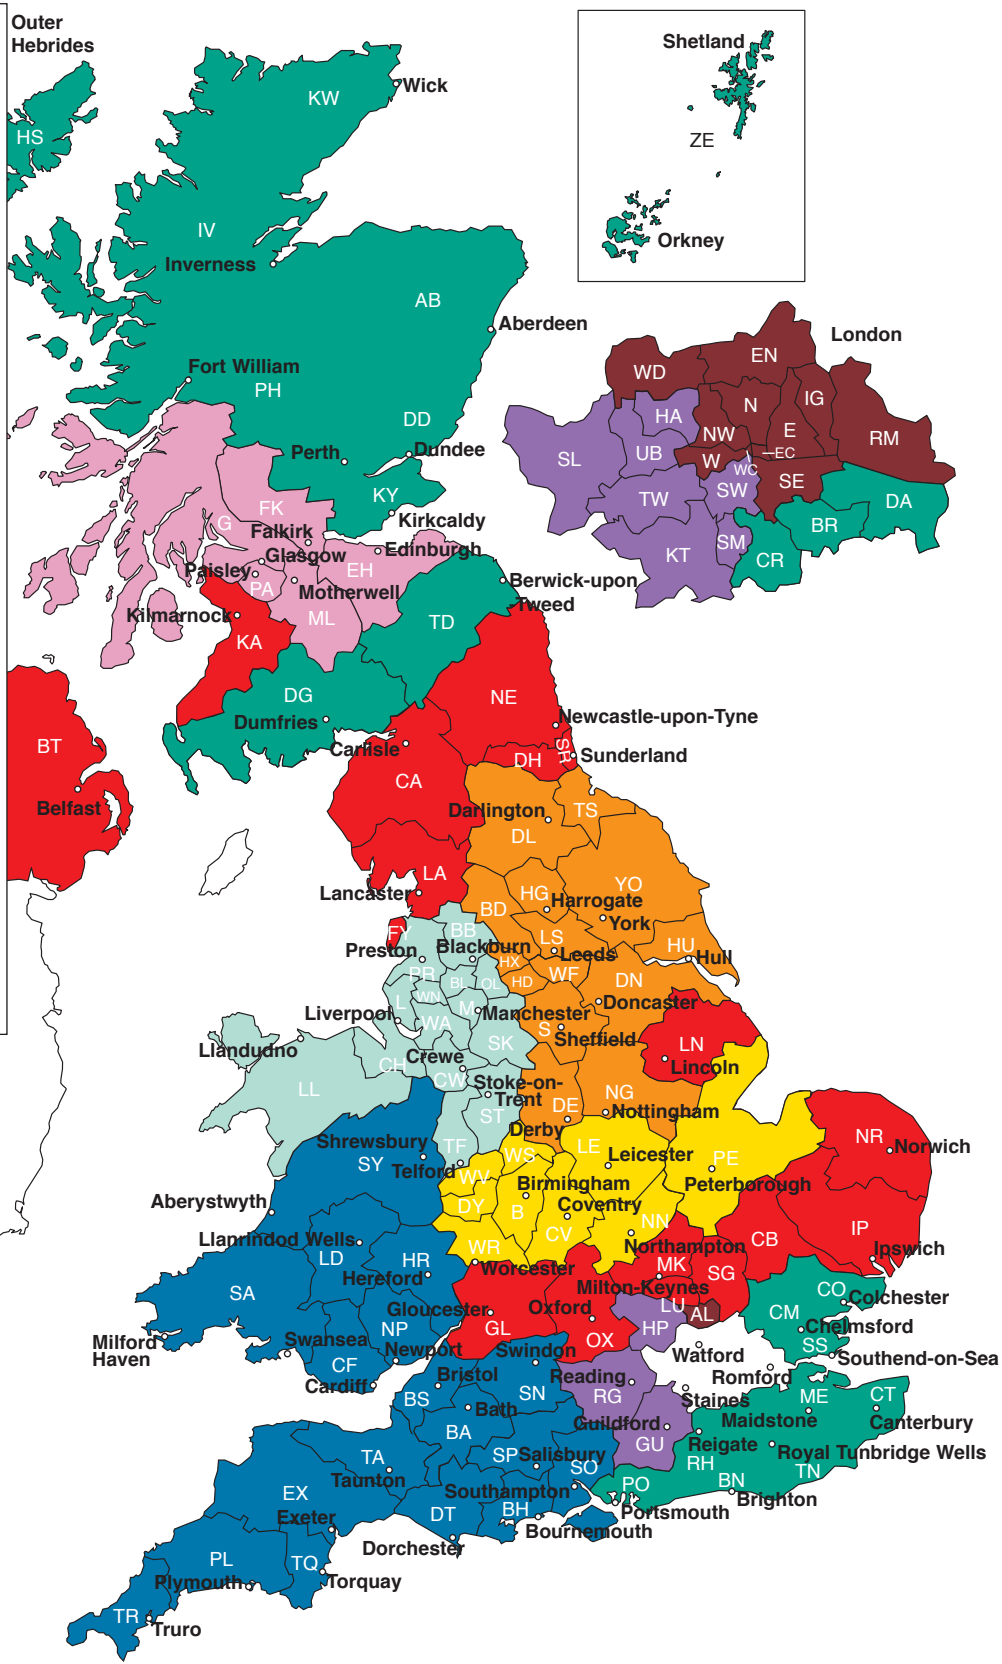 Outer
Hebrides
Shetland
HS
KW
Wick
ZE
IV
Orkney
Inverness
AB
Aberdeen
London
EN
WD
Fort William
PH
HA
N
IG
DD
NW
E
RM
Perth
Dundee
UB
W
EC
WC
SL
SE
KY
TW
SW
DA
FK
Kirkcaldy
BR
G
Falkirk
SM
Glasgow
Edinburgh
KT
CR
Paisley
EH
PA
Motherwell
Berwick-upon
-Tweed
Kilmarnock
ML
TD
KA
DG
NE
Dumfries
Newcastle-upon-Tyne
BT
Carlisle
SR
Sunderland
DH
CA
Belfast
Darlington
TS
DL
LA
YO
Lancaster
HG
Harrogate
BD
York
FY
BB
LS
HU
Preston
Blackburn
Leeds
Hull
HX
PR
WF
BL
OL
HD
DN
WN
L
M
Manchester
Doncaster
Liverpool
WA
S
Sheffield
LN
Llandudno
SK
Crewe
CH
Lincoln
CW
Stoke-on-
Trent
LL
NG
DE
ST
Nottingham
Derby
Shrewsbury
TF
WS
LE
Leicester
NR
Norwich
SY
Telford
WV
PE
Birmingham
Peterborough
Aberystwyth
DY
B
Coventry
CV
NN
IP
Llanrindod Wells
WR
Northampton
CB
LD
HR
Worcester
MK
Ipswich
Hereford
SG
Milton-Keynes
SA
CO
Colchester
Gloucester
Oxford
LU
AL
CM
NP
GL
HP
Chelmsford
Milford
Haven
Swansea
Newport
Swindon
OX
SS
CF
Watford
Southend-on-Sea
Cardiff
Bristol
Reading
Romford
BS
SN
RG
Staines
ME
CT
Bath
Guildford
Maidstone
Canterbury
BA
GU
Reigate
Royal Tunbridge Wells
TA
SP
Salisbury
SO
RH
TN
Taunton
PO
BN
EX
Southampton
Brighton
Exeter
DT
BH
Portsmouth
Bournemouth
Dorchester
PL
TQ
Plymouth
Torquay
TR
Truro